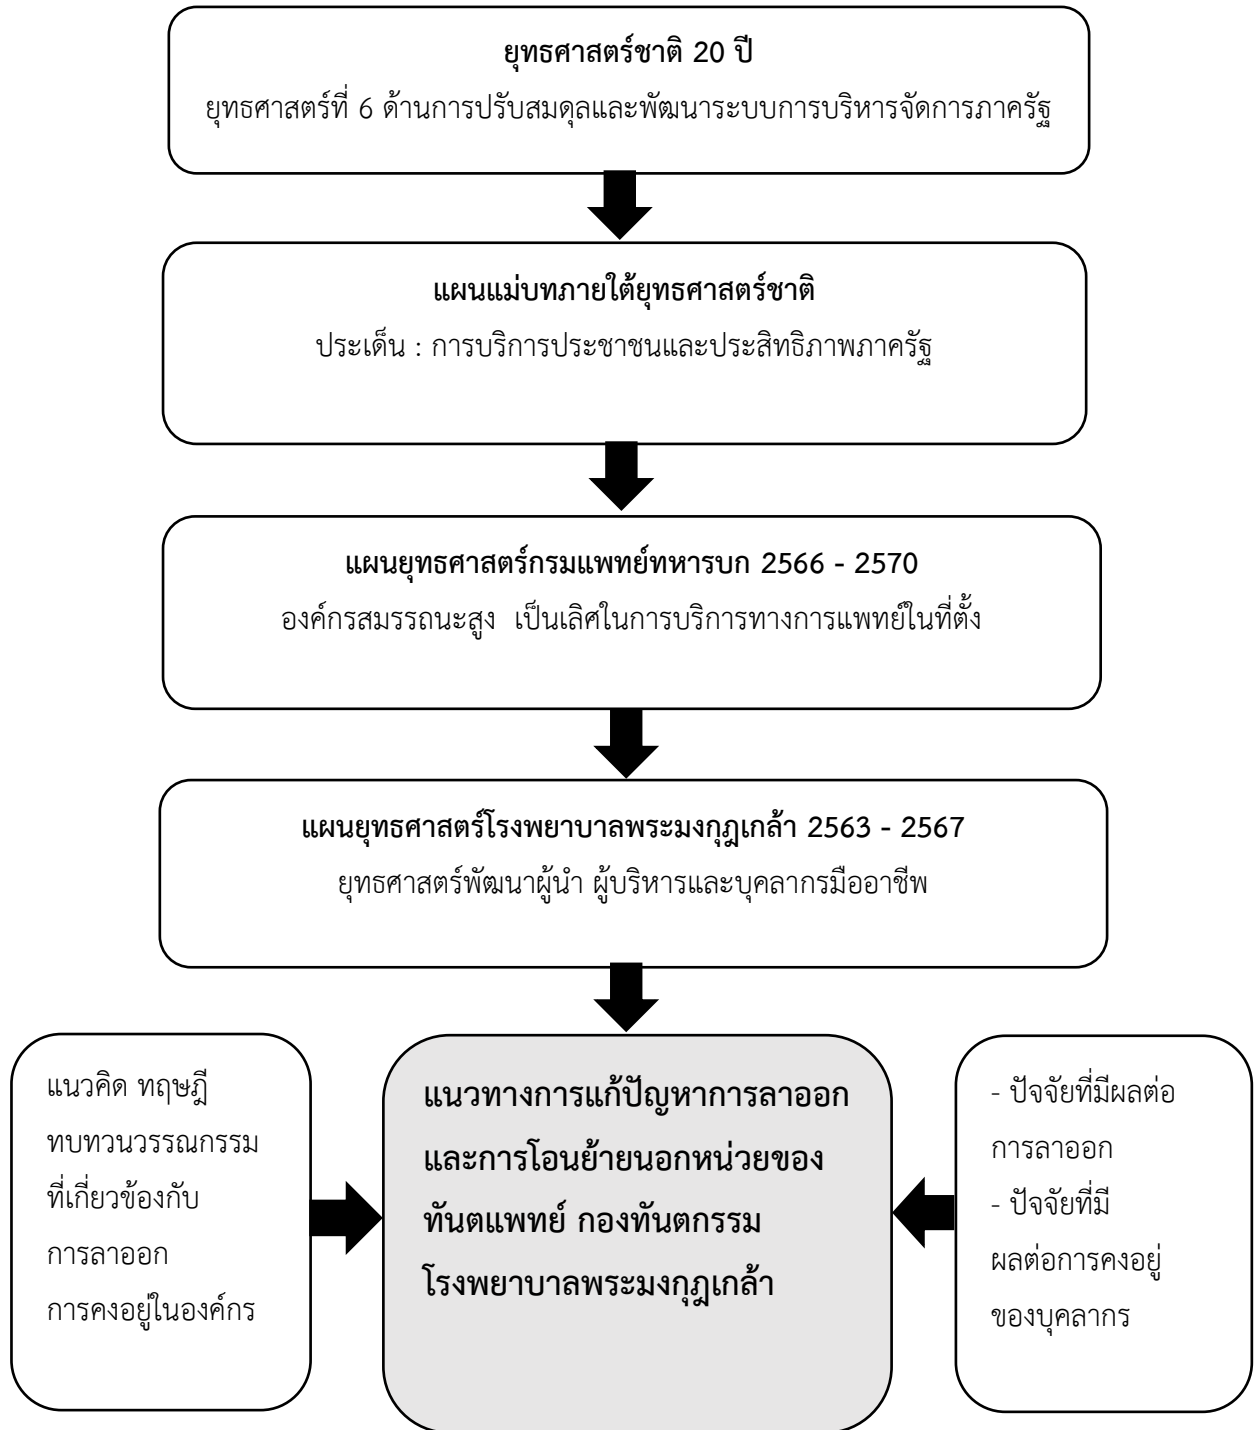 ยุทธศาสตร์ชาติ 20 ปี
ยุทธศาสตร์ที่ 6 ด้านการปรับสมดุลและพัฒนาระบบการบริหารจัดการภาครัฐ
แผนแม่บทภายใต้ยุทธศาสตร์ชาติ
ประเด็น : การบริการประชาชนและประสิทธิภาพภาครัฐ
แผนยุทธศาสตร์กรมแพทย์ทหารบก 2566 - 2570
องค์กรสมรรถนะสูง  เป็นเลิศในการบริการทางการแพทย์ในที่ตั้ง
แผนยุทธศาสตร์โรงพยาบาลพระมงกุฎเกล้า 2563 - 2567
ยุทธศาสตร์พัฒนาผู้นำ ผู้บริหารและบุคลากรมืออาชีพ
แนวคิด ทฤษฎี
ทบทวนวรรณกรรม
ที่เกี่ยวข้องกับ
การลาออก
การคงอยู่ในองค์กร
แนวทางการแก้ปัญหาการลาออก
และการโอนย้ายนอกหน่วยของ
ทันตแพทย์ กองทันตกรรม
โรงพยาบาลพระมงกุฎเกล้า
- ปัจจัยที่มีผลต่อ
การลาออก
- ปัจจัยที่มี
ผลต่อการคงอยู่
ของบุคลากร